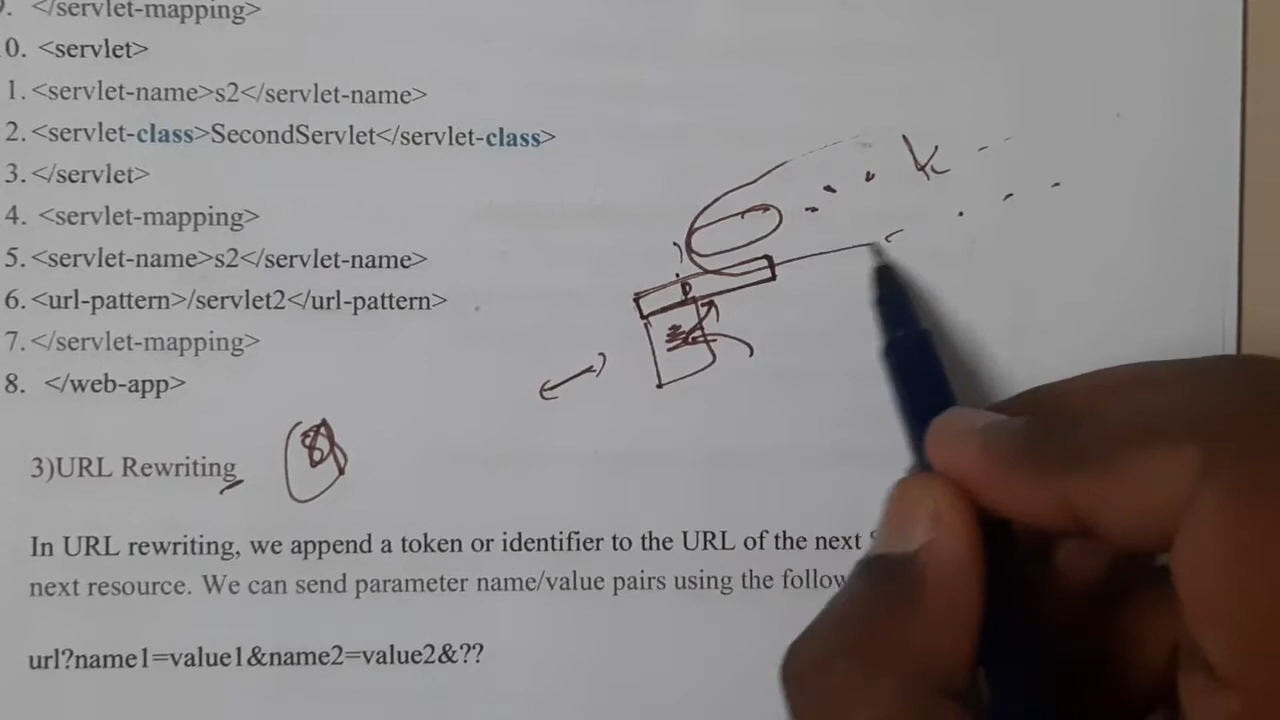 </servlet-mapping>
0. <servlet>
1. <servlet-name>s2</servlet-name>
2. <servlet-class>SecondServlet</servlet-class>
3. </servlet>
4. <servlet-mapping>
5. <servlet-name>s2</servlet-name>
6. <url-pattern>/servlet2</url-pattern>
7. </servlet-mapping>
8. </web-app>
3)URL Rewriting
In URL rewriting, we append a token or identifier to the URL of the next
next resource. We can send parameter name/value pairs using the
url?name1=value1&name2=value2&??